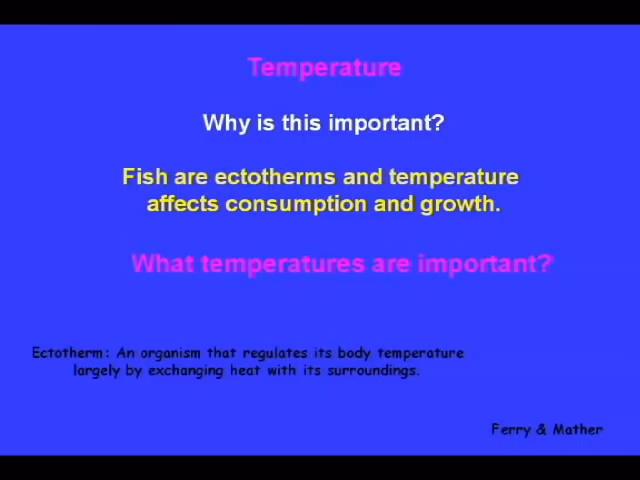 Temperature
Why is this important?
Fish are ectotherms and temperature
affects consumption and growth.
What temperatures are important?
Ectotherm: An organism that regulates its body temperature
largely by exchanging heat with its surroundings.
Ferry & Mather